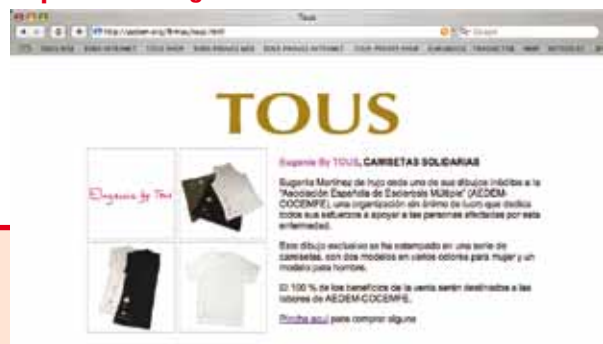 Tous
TOUS
Eugenia By Tous
Eugenia By TOUS, CAMISETAS SOLIDARIAS
Eugenia Martínez de Irujo cede uno de sus dibujos inéditos a la
"Asociación Española de Esclerosis Múltiple" (AEDEM-
COCEMFE), una organización sin ánimo de lucro que dedica
todos sus esfuerzos a apoyar a las personas afectadas por esta
enfermedad.
Este dibujo exclusivo se ha estampado en una serie de
camisetas, con dos modelos en varios colores para mujer y un
modelo para hombre.
El 100 % de los beneficios de la venta serán destinados a las
labores de AEDEM-COCEMFE.
Pinche aquí para comprar alguna